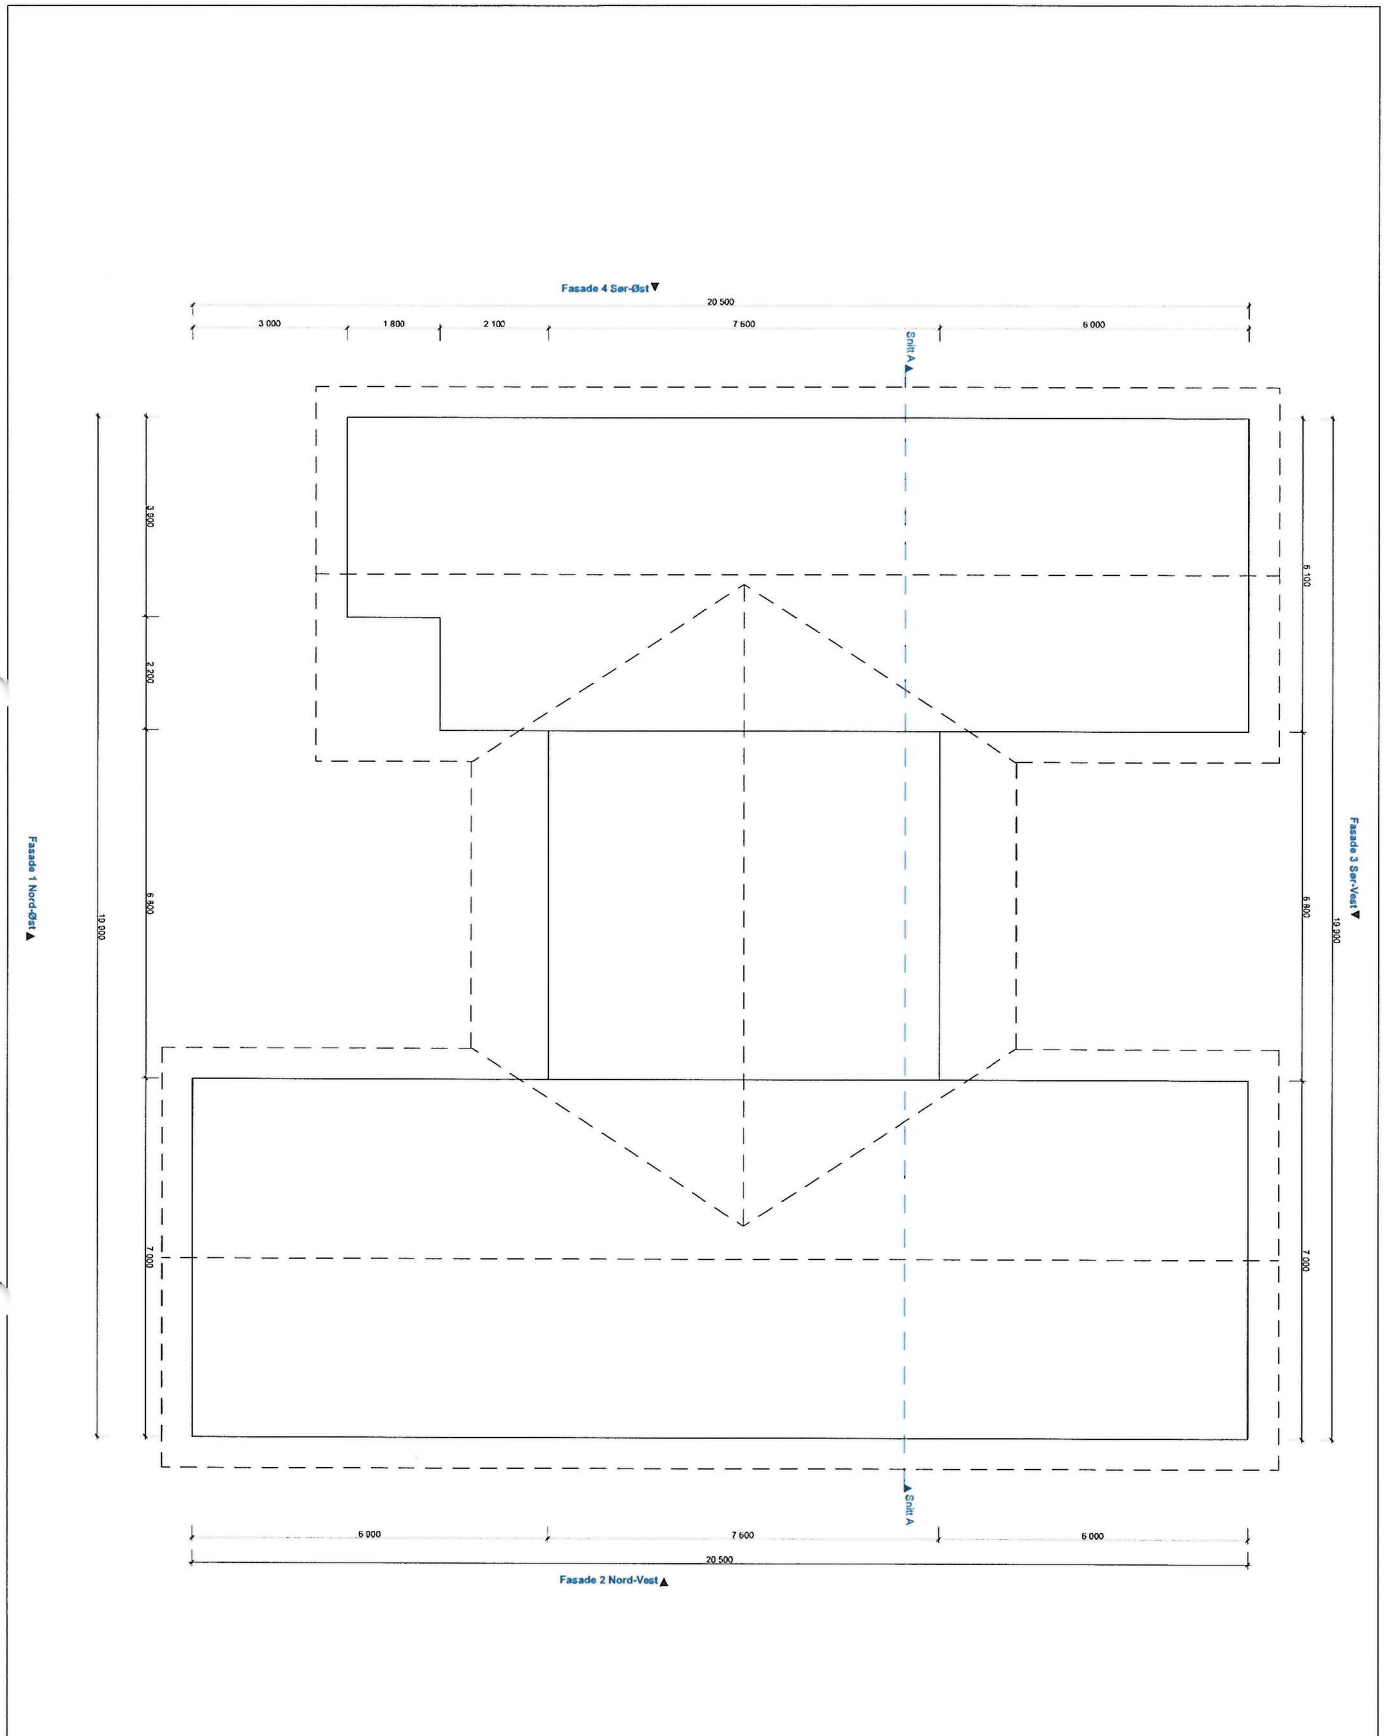 Fasade 4 Sør-Øst
20 500
3 000 1 800 2 100 7 600 6 000
Snitt A
3 900
2 200
6 800
7 000
19 900
6 100
6 800
7 000
19 900
Fasade 1 Nord-Øst
Fasade 3 Sør-Vest
Snitt A
6 900 7 600 6 000
20 500
Fasade 2 Nord-Vest